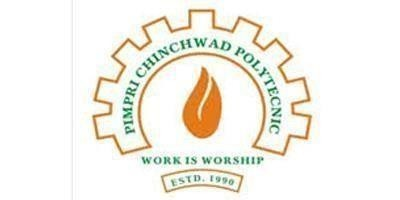 PIMPRI CHINCHWAD POLYTECNIC
WORK IS WORSHIP
ESTD. 1990